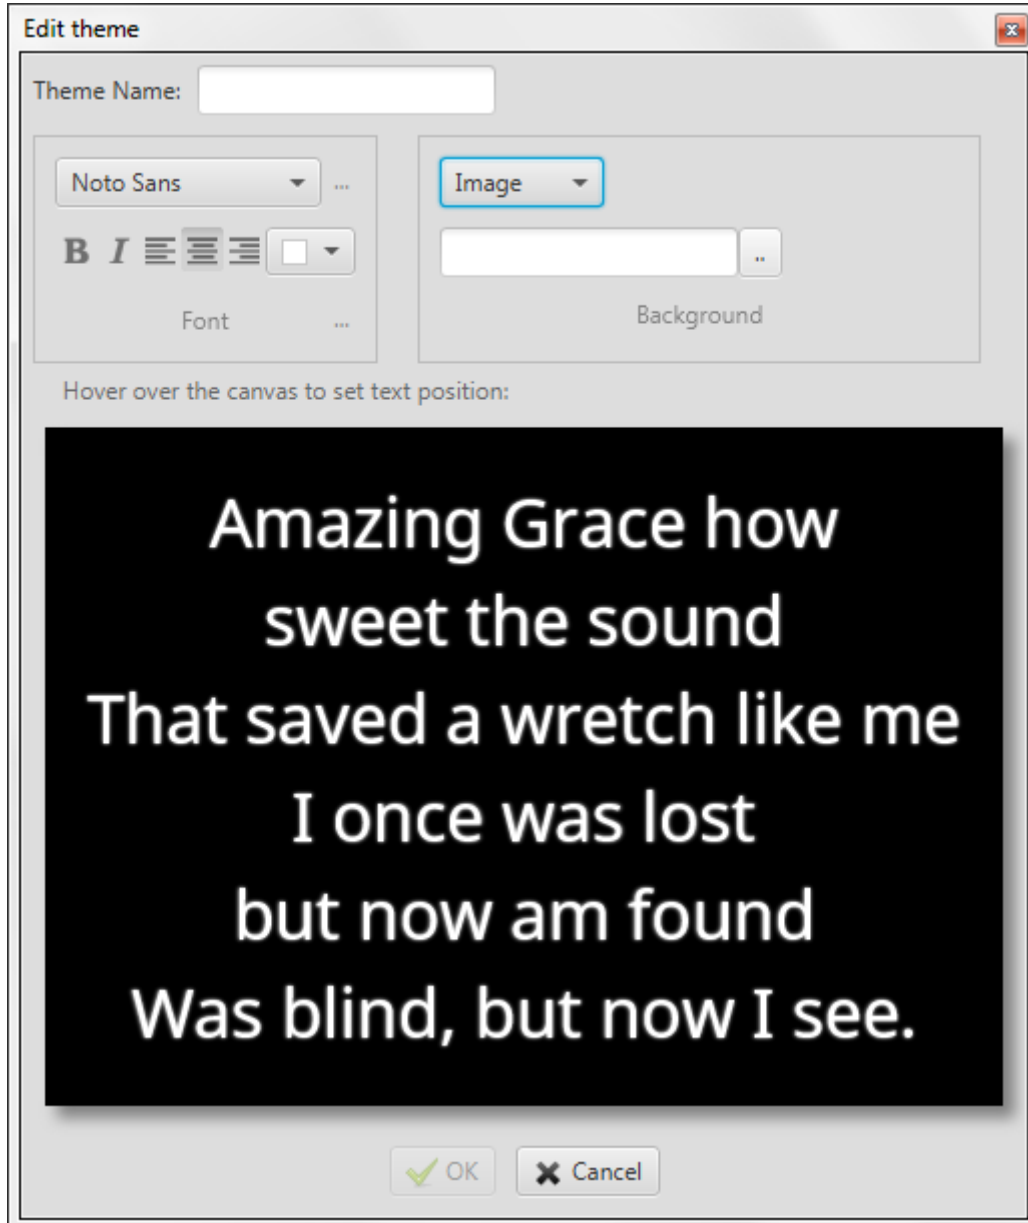 Edit theme
Theme Name:
Noto Sans
...
Image
B I
..
Font
...
Background
Hover over the canvas to set text position:
Amazing Grace how
sweet the sound
That saved a wretch like me
I once was lost
but now am found
Was blind, but now I see.
OK
Cancel